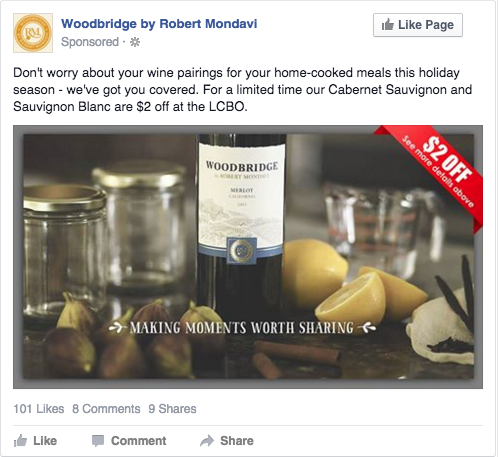 Woodbridge by Robert Mondavi
Sponsored ·
Like Page
Don't worry about your wine pairings for your home-cooked meals this holiday
season - we've got you covered. For a limited time our Cabernet Sauvignon and
Sauvignon Blanc are $2 off at the LCBO.
$2 OFF
See more details above
WOODBRIDGE
by ROBERT MONDAVI
MERLOT
CALIFORNIA
MAKING MOMENTS WORTH SHARING
101 Likes 8 Comments 9 Shares
Like Comment Share